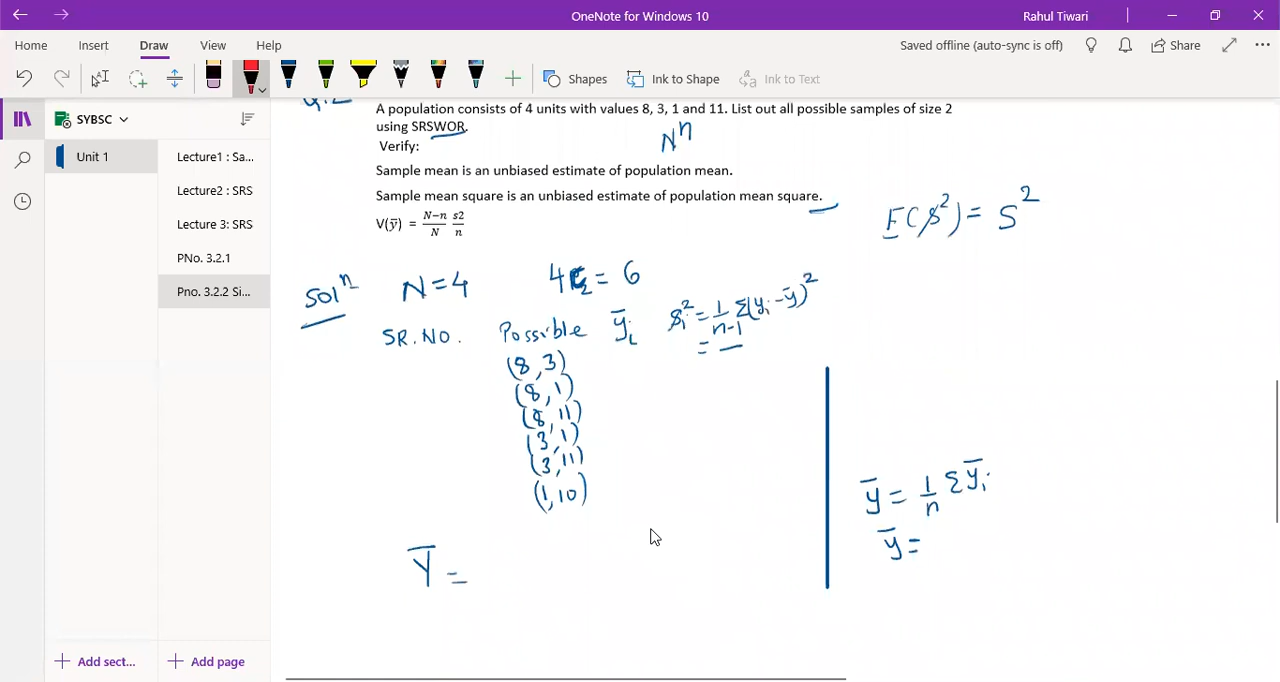 OneNote for Windows 10
Rahul Tiwari
Home Insert Draw View Help
Saved offline (auto-sync is off) Share
Shapes Ink to Shape Ink to Text
SYBSC
Unit 1
Lecture1 : Sa...
Lecture2 : SRS
Lecture 3: SRS
PNo. 3.2.1
Pno. 3.2.2 Si...
Add sect...
Add page
A population consists of 4 units with values 8, 3, 1 and 11. List out all possible samples of size 2
using SRSWOR.
N^n
Verify:
Sample mean is an unbiased estimate of population mean.
Sample mean square is an unbiased estimate of population mean square.
V(ȳ) = (N−n)/N s2/n
E(s²) = S²
Solⁿ N=4 4C₂ = 6
SR.NO. Possible ȳᵢ sᵢ² = 1/(n-1) Σ(yᵢ - ȳ)²
= —
(8, 3)
(8, 1)
(8, 11)
(3, 1)
(3, 11)
(1, 10)
Ȳ =
ȳ = 1/n Σȳᵢ
ȳ =